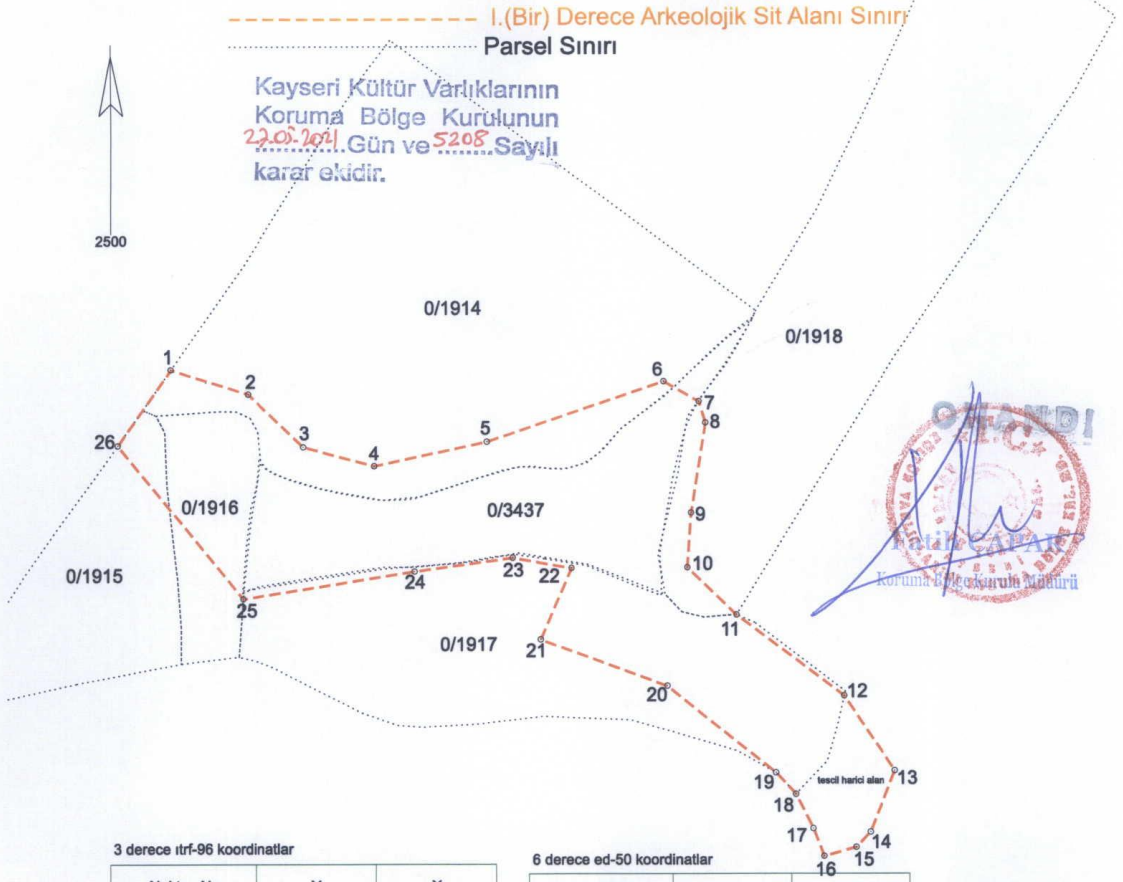 I.(Bir) Derece Arkeolojik Sit Alanı Sınırı
Parsel Sınırı
Kayseri Kültür Varlıklarının
Koruma Bölge Kurulunun
27.05.2021 Gün ve 5208 Sayılı
karar ekidir.
2500
0/1914
0/1918
1
2
3
4
5
6
7
8
26
ONANDI
T.C.
0/1916
0/3437
9
10
0/1915
25
24
23
22
11
Koruma Bölge Kurulu Müdürü
0/1917
21
20
12
19
tescil harici alan
13
18
17
14
15
16
3 derece ıtrf-96 koordinatlar
6 derece ed-50 koordinatlar